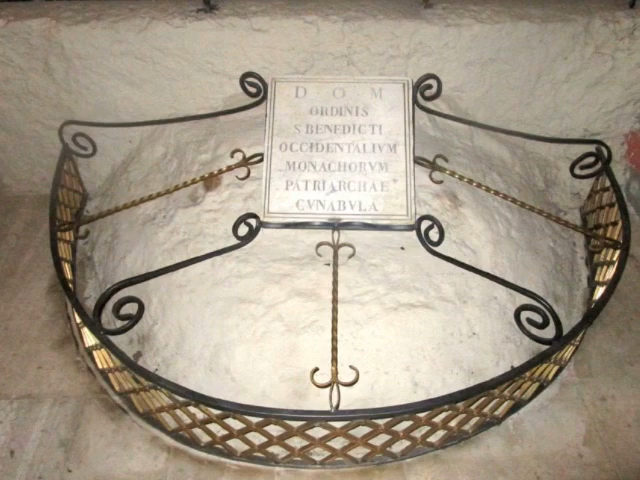 D · O · M
ORDINIS
S BENEDICTI
OCCIDENTALIVM
MONACHORVM
PATRIARCHAE
CVNABVLA